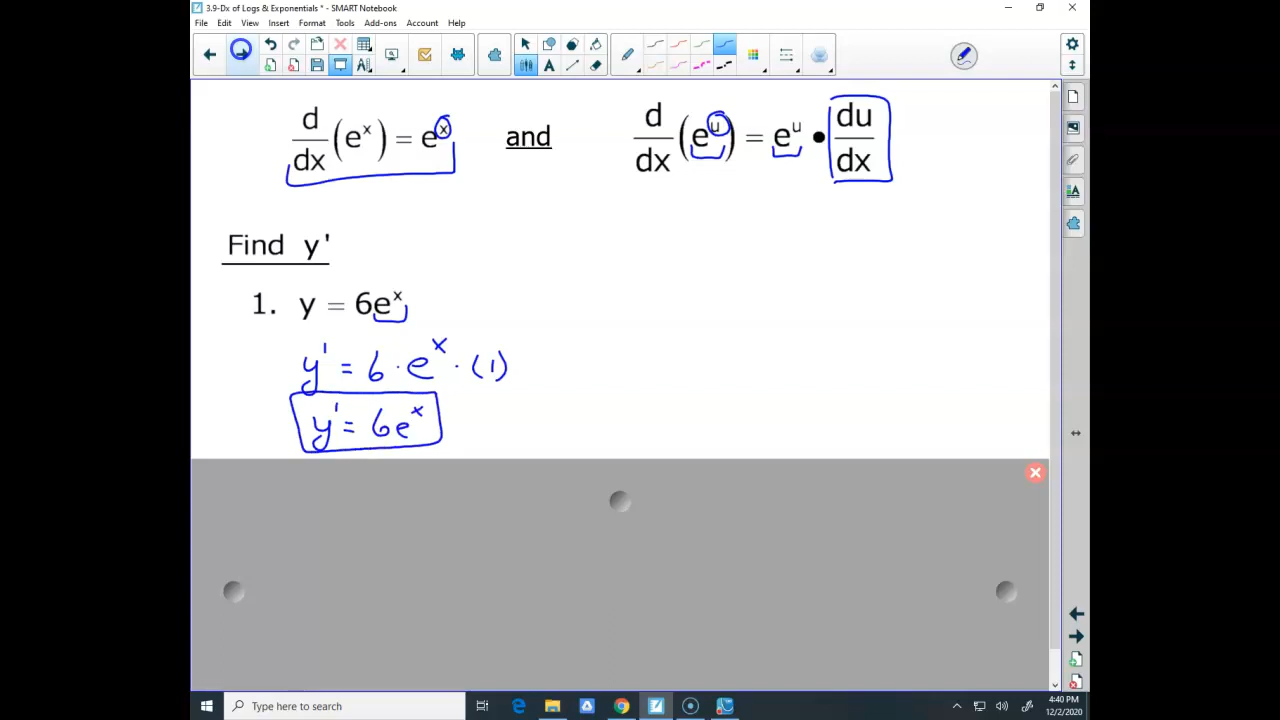 3.9-Dx of Logs & Exponentials * - SMART Notebook
File Edit View Insert Format Tools Add-ons Account Help
d/dx (e^x) = e^x and d/dx (e^u) = e^u • du/dx
Find y'
1. y = 6e^x
y' = 6 · e^x · (1)
y' = 6e^x
Type here to search
4:40 PM
12/2/2020